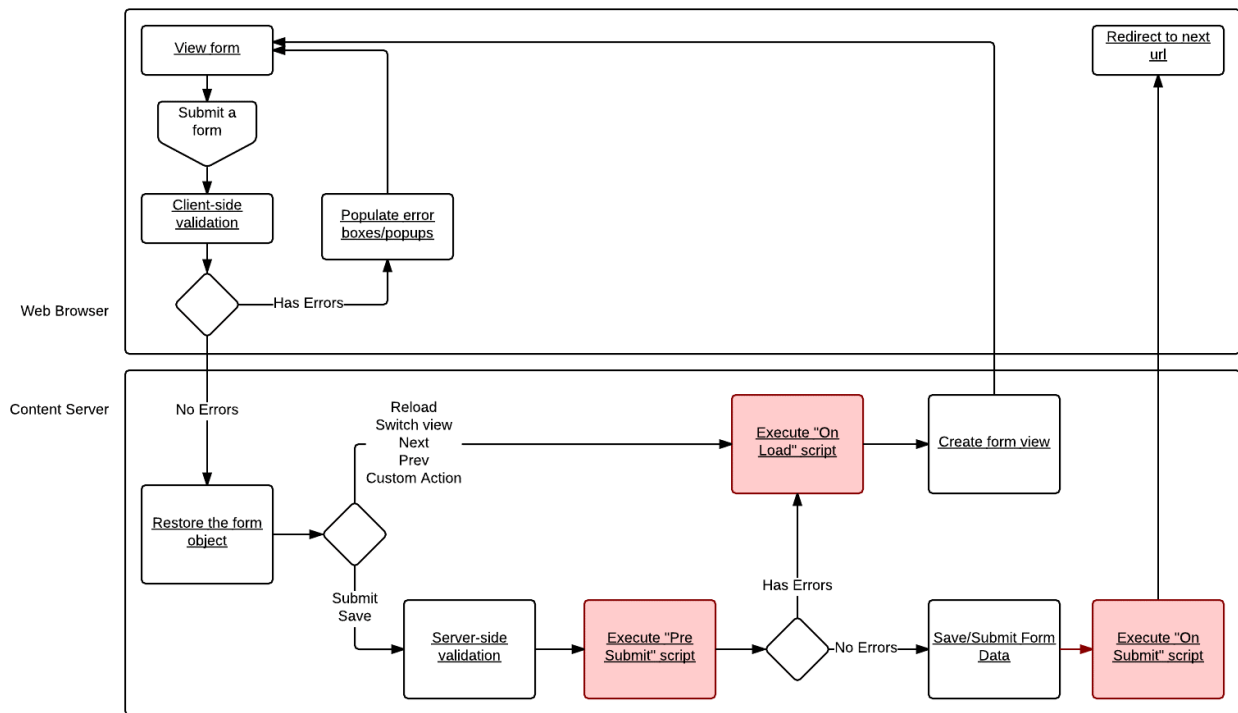 View form
Redirect to next
url
Submit a
form
Client-side
validation
Populate error
boxes/popups
Has Errors
Web Browser
Content Server
No Errors
Reload
Switch view
Next
Prev
Custom Action
Execute "On
Load" script
Create form view
Restore the form
object
Submit
Save
Has Errors
Server-side
validation
Execute "Pre
Submit" script
No Errors
Save/Submit Form
Data
Execute "On
Submit" script